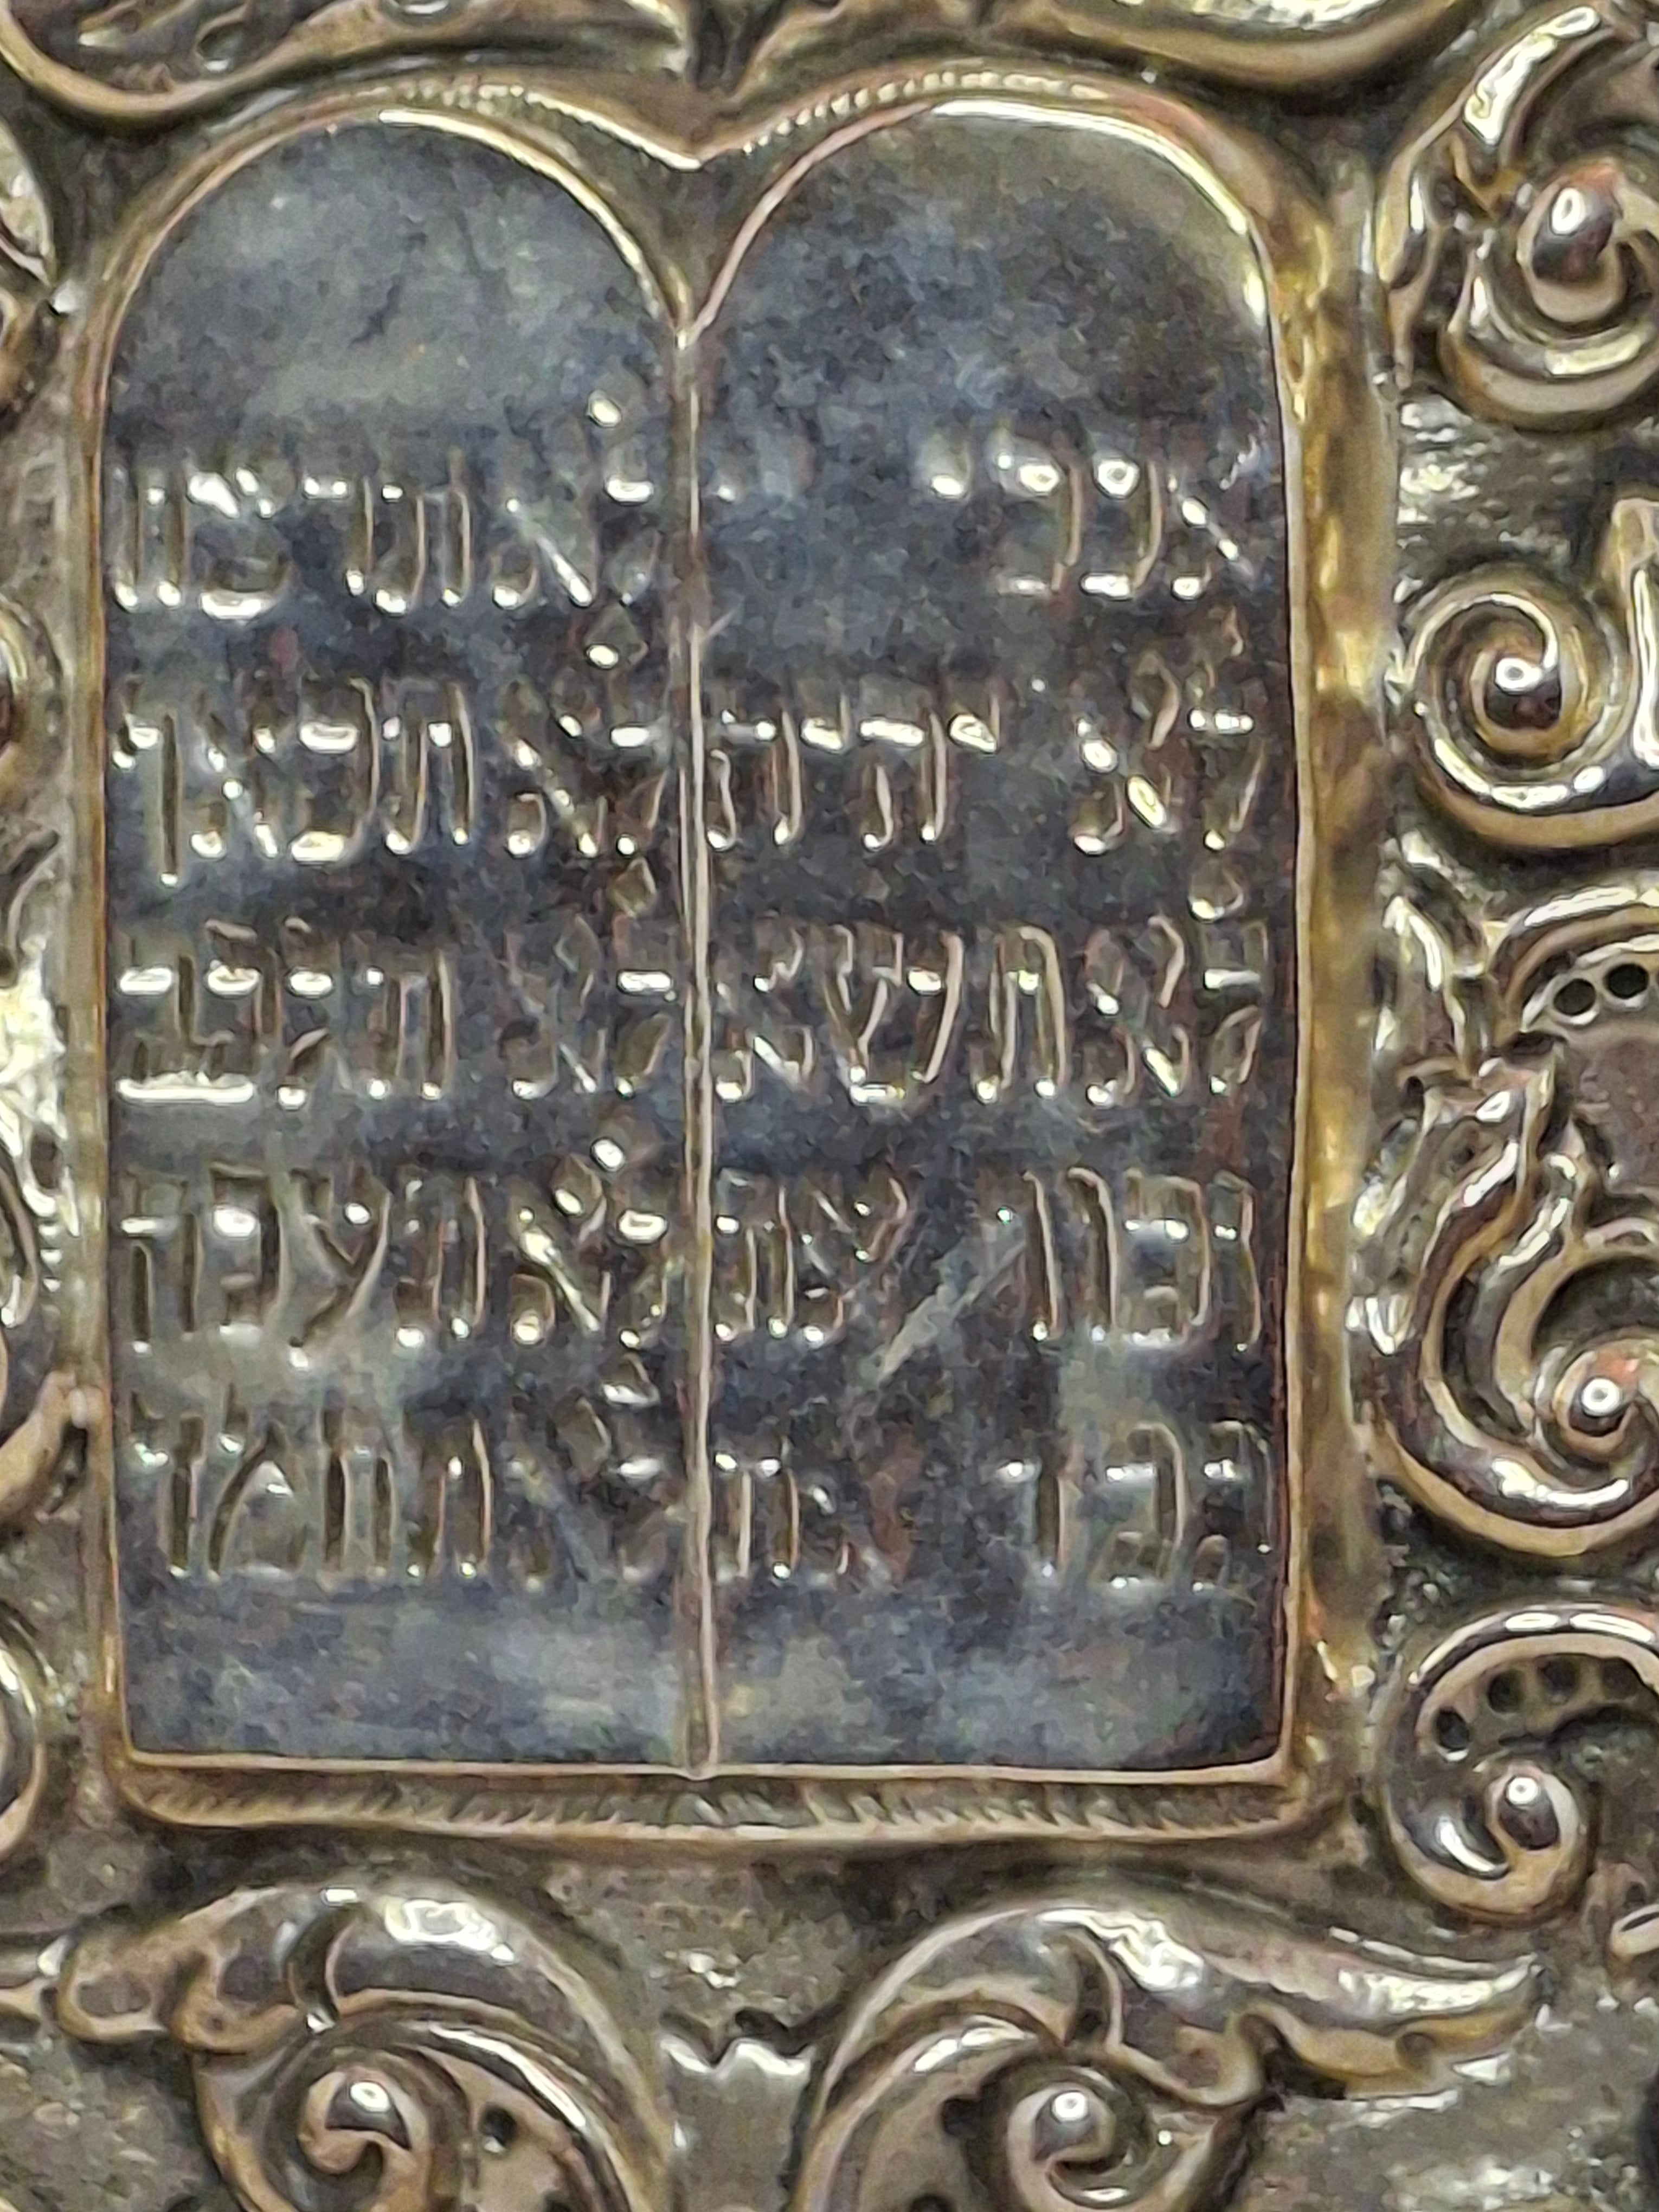 אנכי
לא יהיה
לא תשא
זכור את
כבד את
לא תרצח
לא תנאף
לא תגנב
לא תענה
לא תחמד